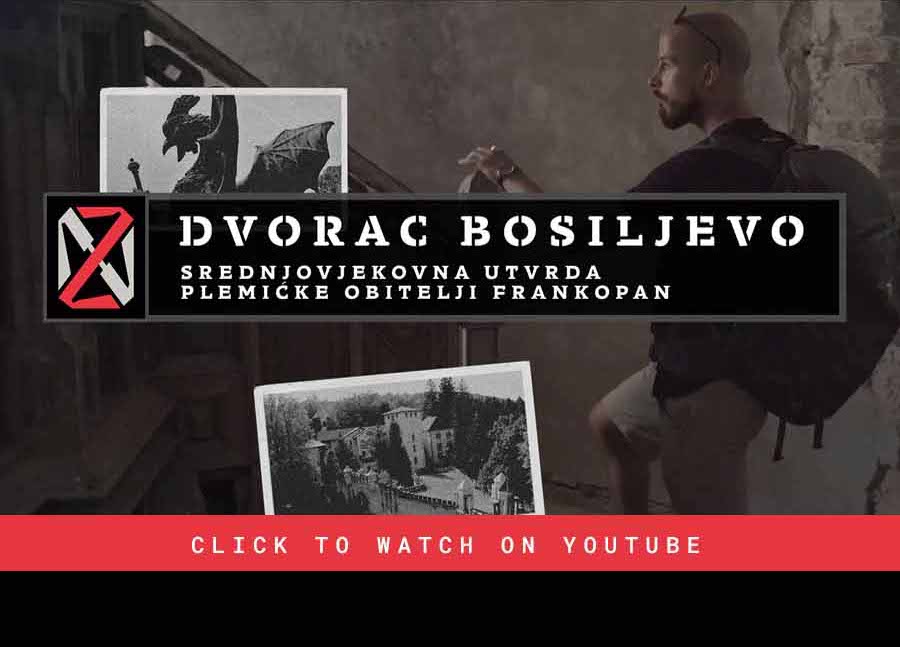 DVORAC BOSILJEVO
SREDNJOVJEKOVNA UTVRDA
PLEMIĆKE OBITELJI FRANKOPAN
CLICK TO WATCH ON YOUTUBE